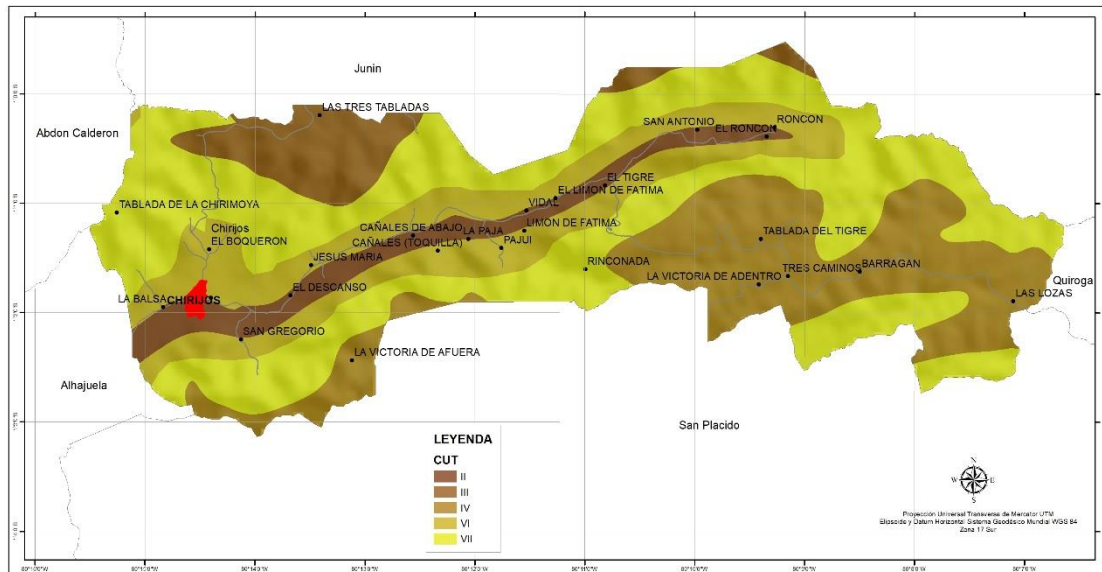 Junin
LAS TRES TABLADAS
Abdon Calderon
SAN ANTONIO
RONCON
EL RONCON
EL TIGRE
EL LIMON DE FATIMA
TABLADA DE LA CHIRIMOYA
VIDAL
Chirijos
EL BOQUERON
CAÑALES DE ABAJO
LIMON DE FATIMA
LA PAJA
CAÑALES (TOQUILLA)
PAJUI
TABLADA DEL TIGRE
JESUS MARIA
RINCONADA
LA VICTORIA DE ADENTRO
TRES CAMINOS
BARRAGAN
Quiroga
LA BALSA
CHIRIJOS
EL DESCANSO
LAS LOZAS
SAN GREGORIO
LA VICTORIA DE AFUERA
Alhajuela
San Placido
LEYENDA
CUT
II
III
IV
VI
VII
N
W
E
S
Proyección Universal Transversa de Mercator UTM
Elipsoide y Datum Horizontal Sistema Geodésico Mundial WGS 84
Zona 17 Sur